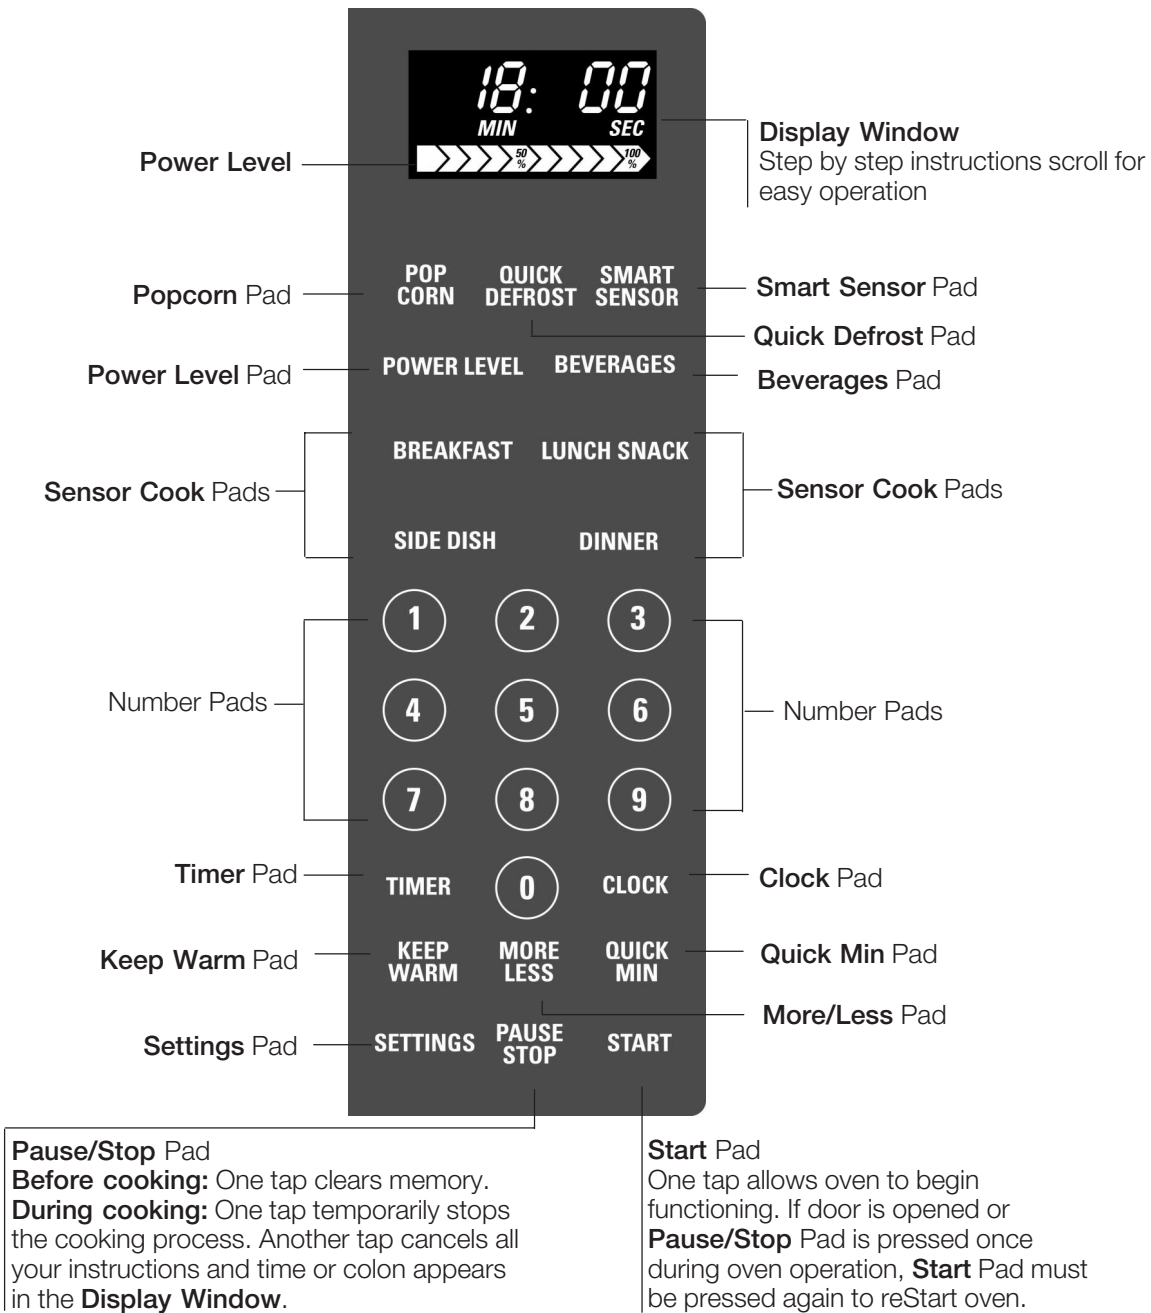 18: 00
MIN SEC
50 % 100 %
Power Level
Display Window
Step by step instructions scroll for
easy operation
POP CORN
QUICK DEFROST
SMART SENSOR
Popcorn Pad
Smart Sensor Pad
Quick Defrost Pad
Power Level Pad
POWER LEVEL
BEVERAGES
Beverages Pad
BREAKFAST
LUNCH SNACK
Sensor Cook Pads
Sensor Cook Pads
SIDE DISH
DINNER
1 2 3
Number Pads
4 5 6
Number Pads
7 8 9
Timer Pad
TIMER
0
CLOCK
Clock Pad
Keep Warm Pad
KEEP WARM
MORE LESS
QUICK MIN
Quick Min Pad
More/Less Pad
Settings Pad
SETTINGS
PAUSE STOP
START
Pause/Stop Pad
Before cooking: One tap clears memory.
During cooking: One tap temporarily stops
the cooking process. Another tap cancels all
your instructions and time or colon appears
in the Display Window.
Start Pad
One tap allows oven to begin
functioning. If door is opened or
Pause/Stop Pad is pressed once
during oven operation, Start Pad must
be pressed again to reStart oven.